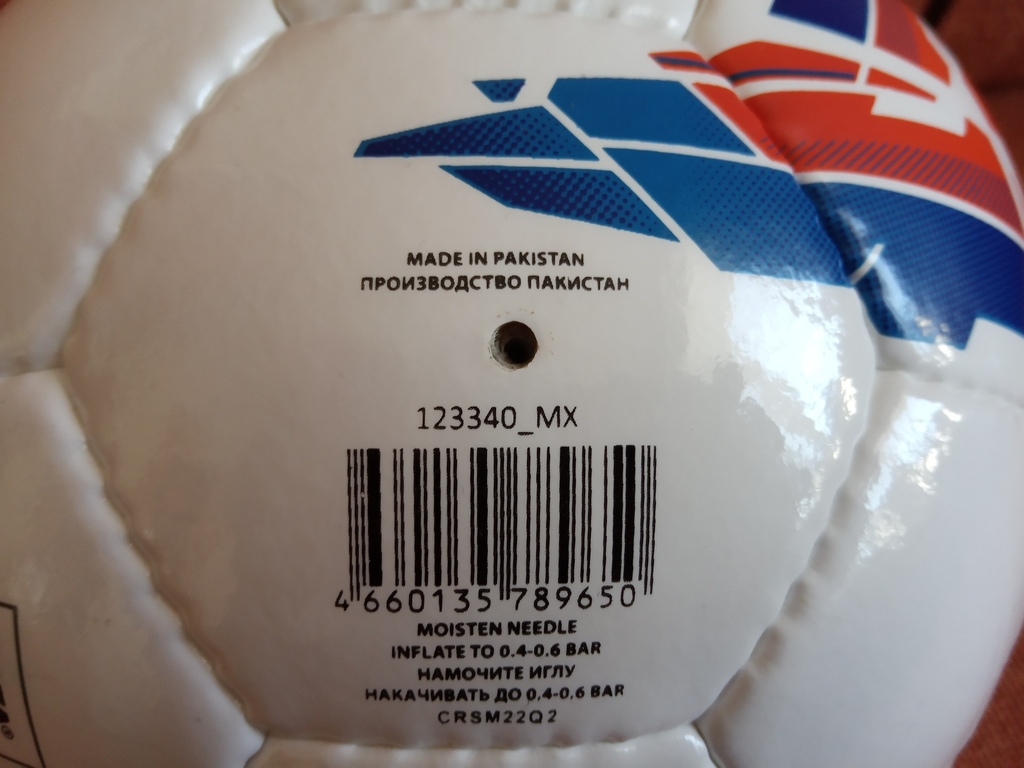 MADE IN PAKISTAN
ПРОИЗВОДСТВО ПАКИСТАН
123340_MX
4 660135 789650
MOISTEN NEEDLE
INFLATE TO 0.4-0.6 BAR
НАМОЧИТЕ ИГЛУ
НАКАЧИВАТЬ ДО 0,4-0.6 BAR
CRSM22Q2